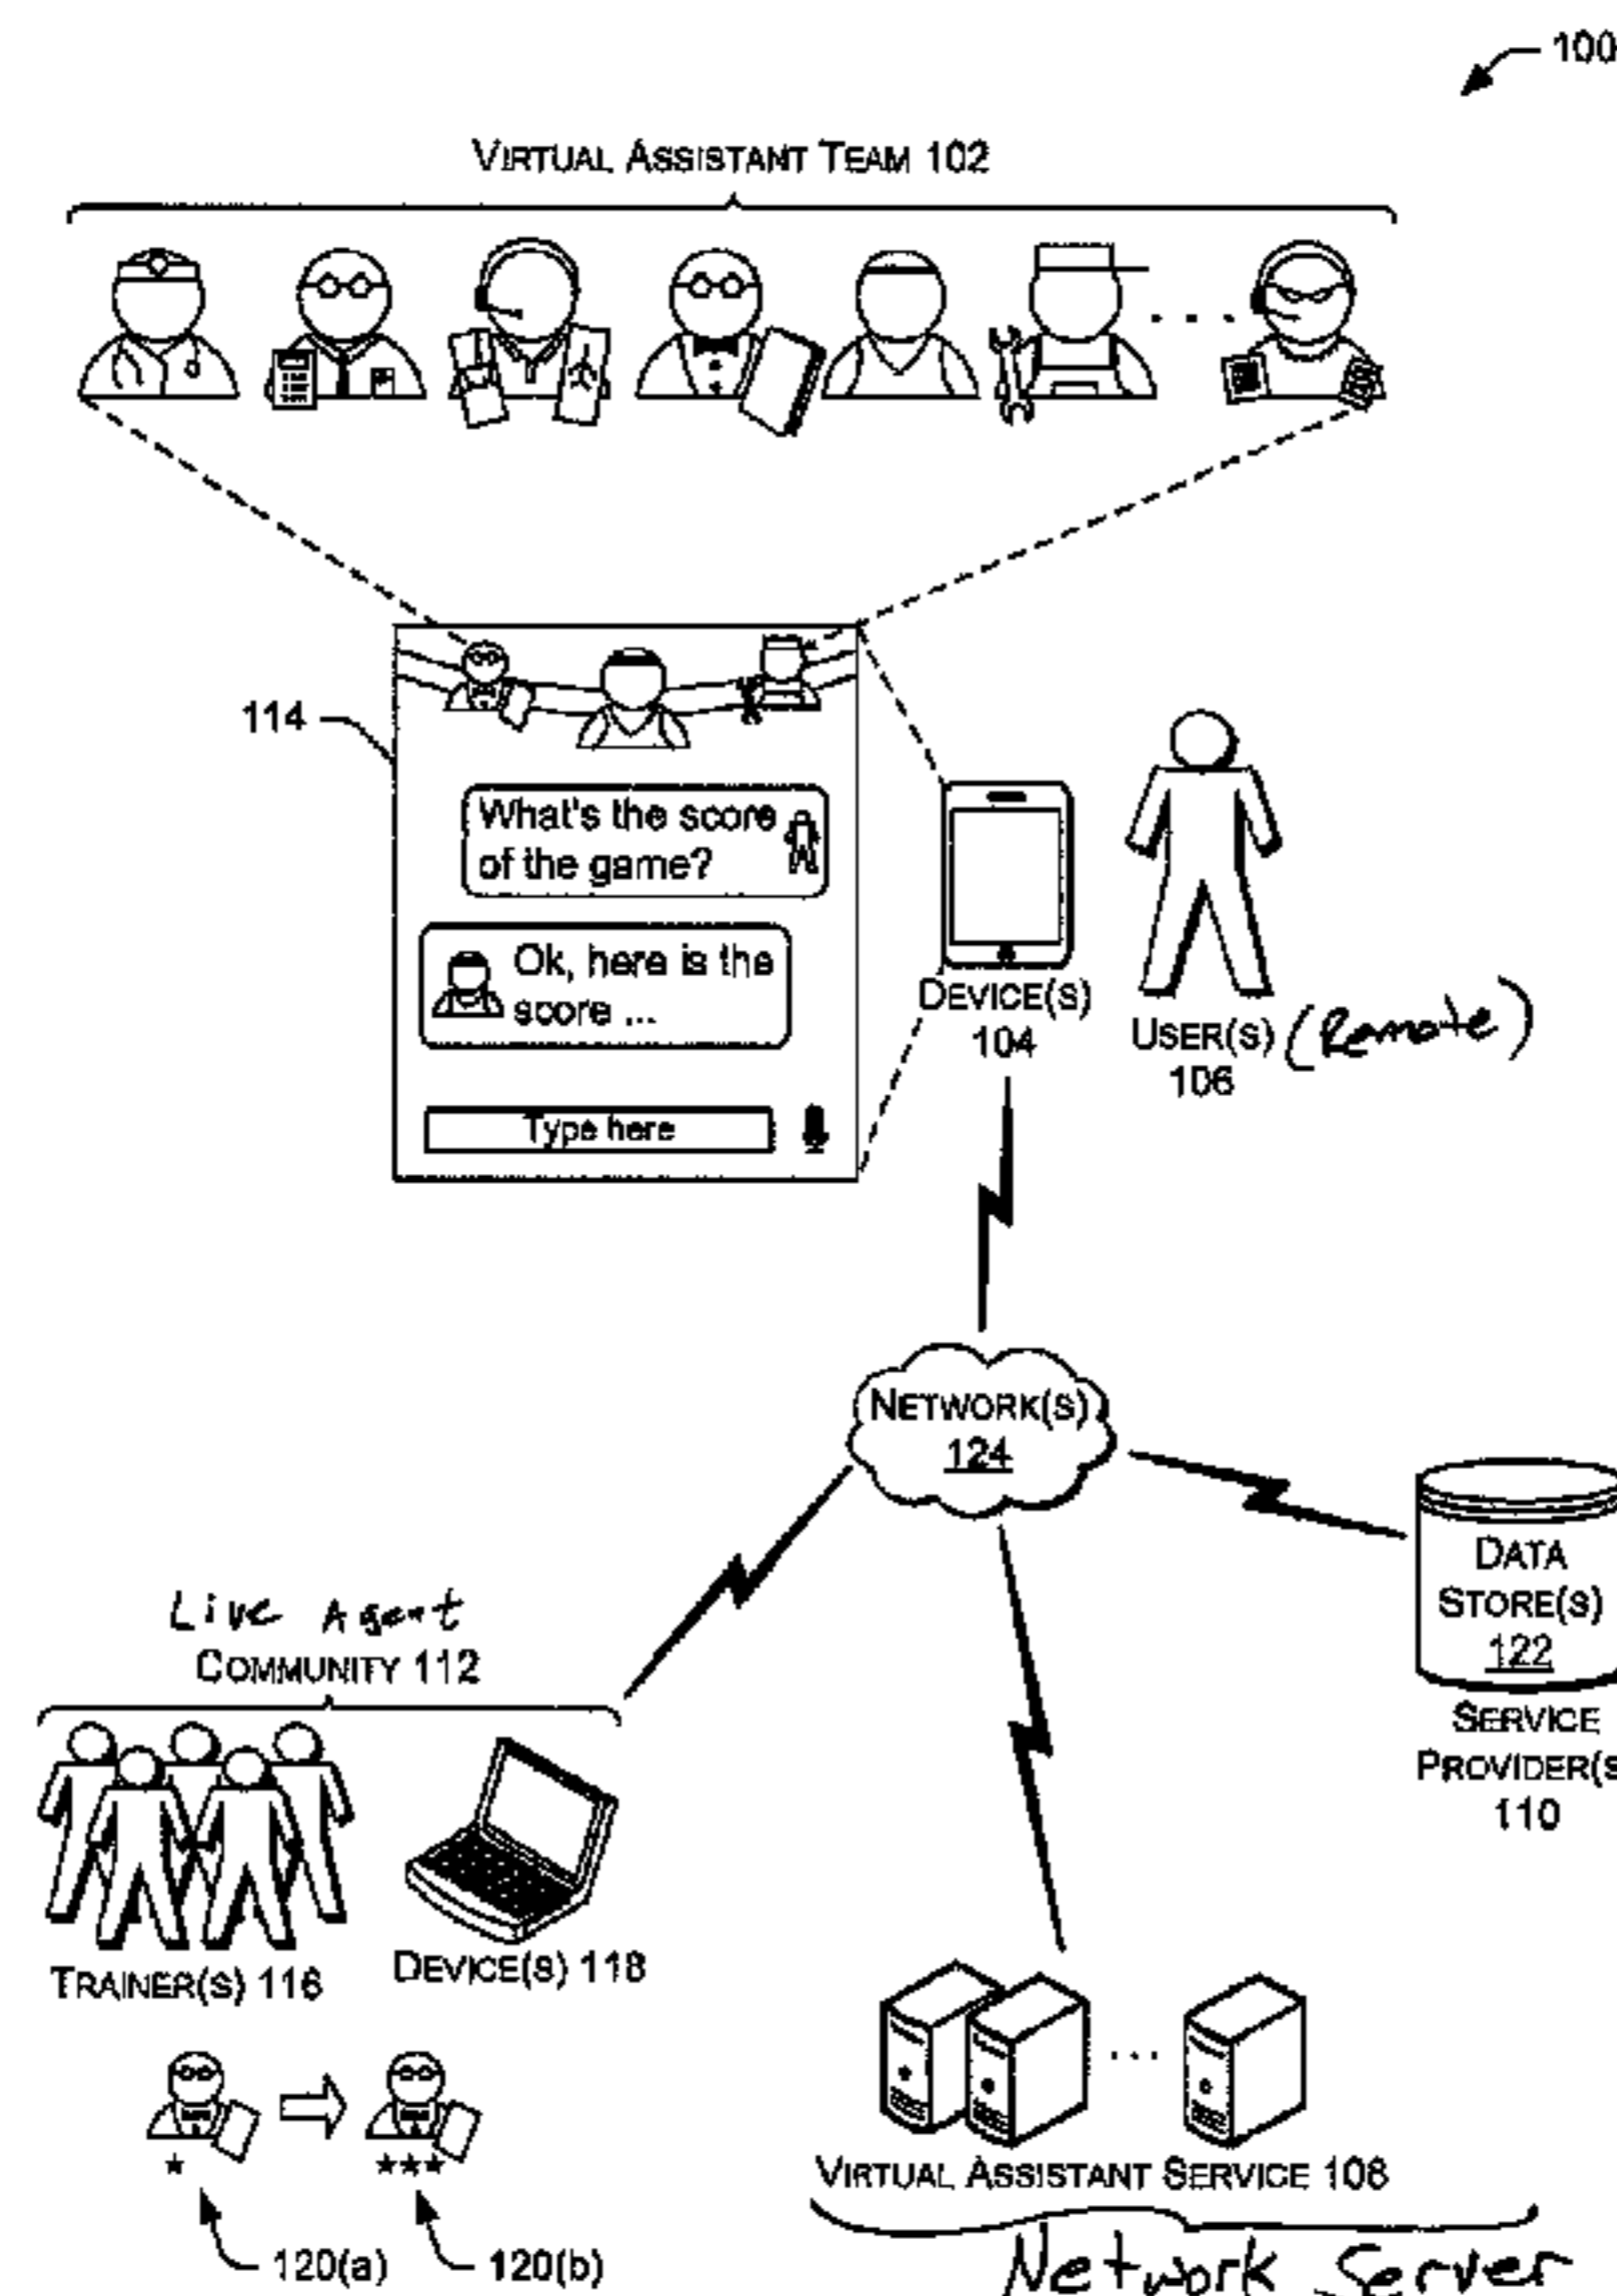 100
VIRTUAL ASSISTANT TEAM 102
114
What's the score
of the game?
Ok, here is the
score ...
Type here
DEVICE(S)
104
USER(S) (Remote)
106
NETWORK(S)
124
DATA
STORE(S)
122
SERVICE
PROVIDER(S
110
Live Agent
COMMUNITY 112
TRAINER(S) 116
DEVICE(S) 118
VIRTUAL ASSISTANT SERVICE 108
120(a)
120(b)
Network Server